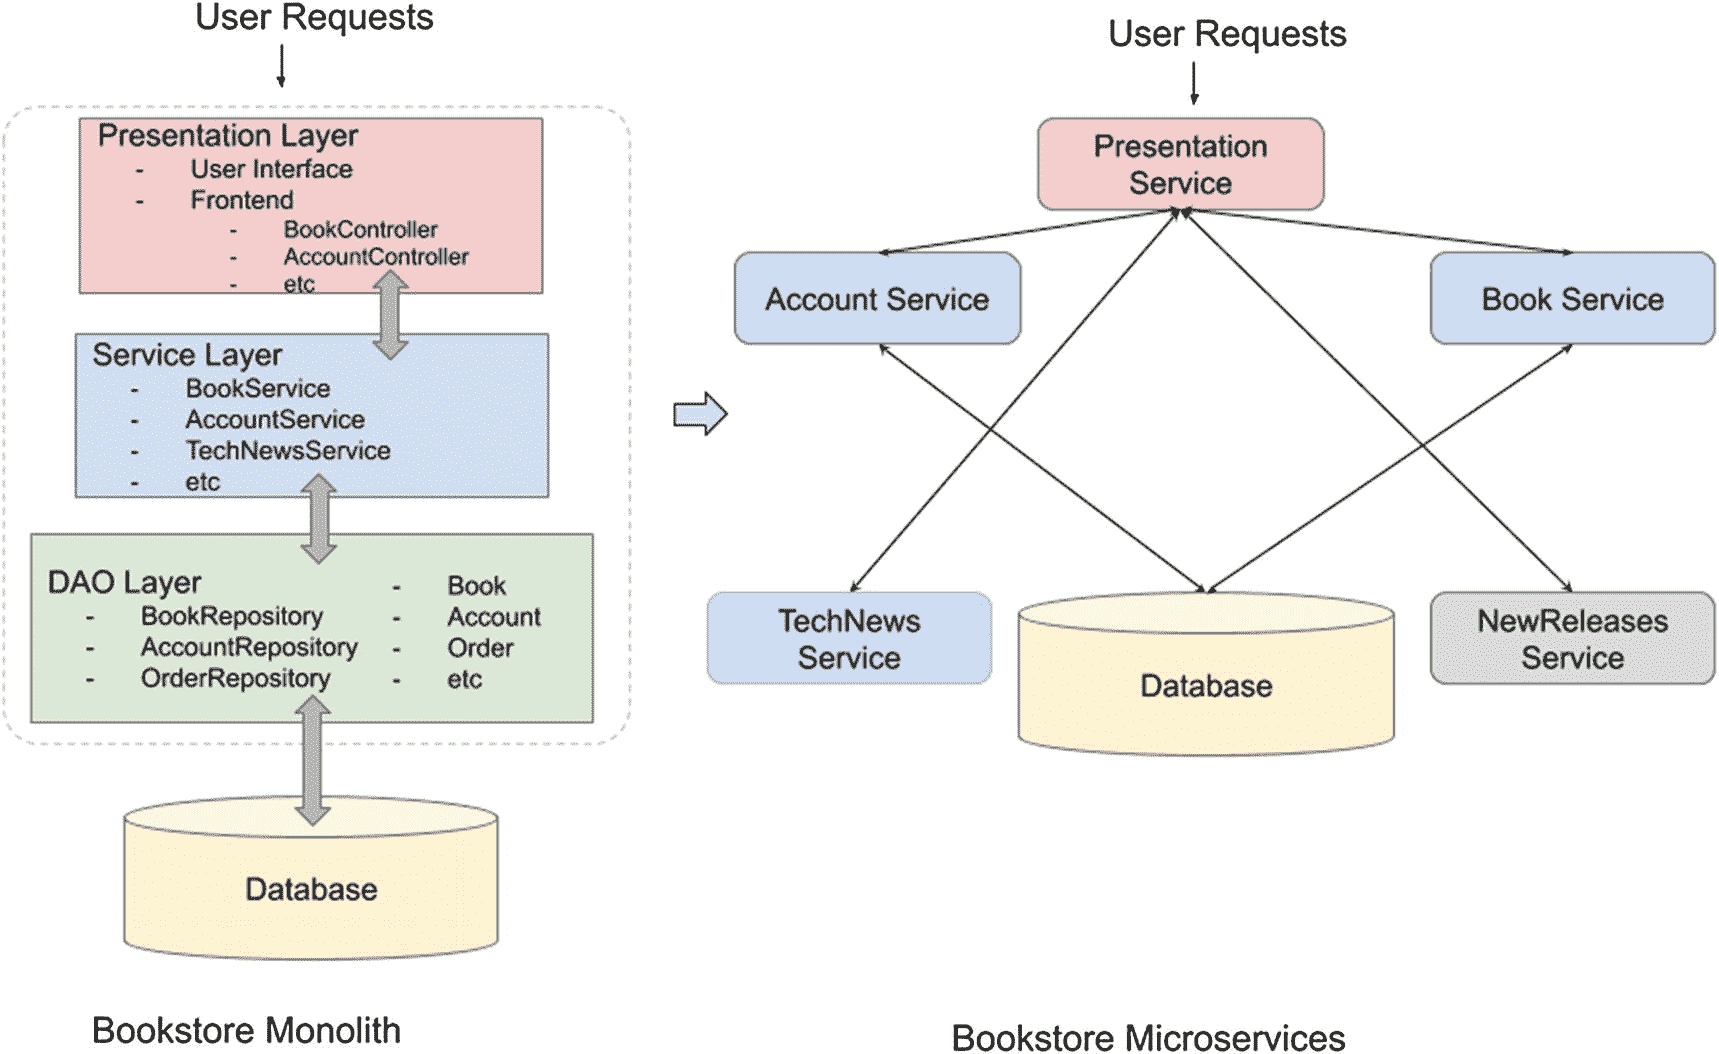 User Requests
Presentation Layer
- User Interface
- Frontend
- BookController
- AccountController
- etc
Service Layer
- BookService
- AccountService
- TechNewsService
- etc
DAO Layer
- BookRepository
- AccountRepository
- OrderRepository
- Book
- Account
- Order
- etc
Database
Bookstore Monolith
User Requests
Presentation
Service
Account Service
Book Service
TechNews
Service
Database
NewReleases
Service
Bookstore Microservices